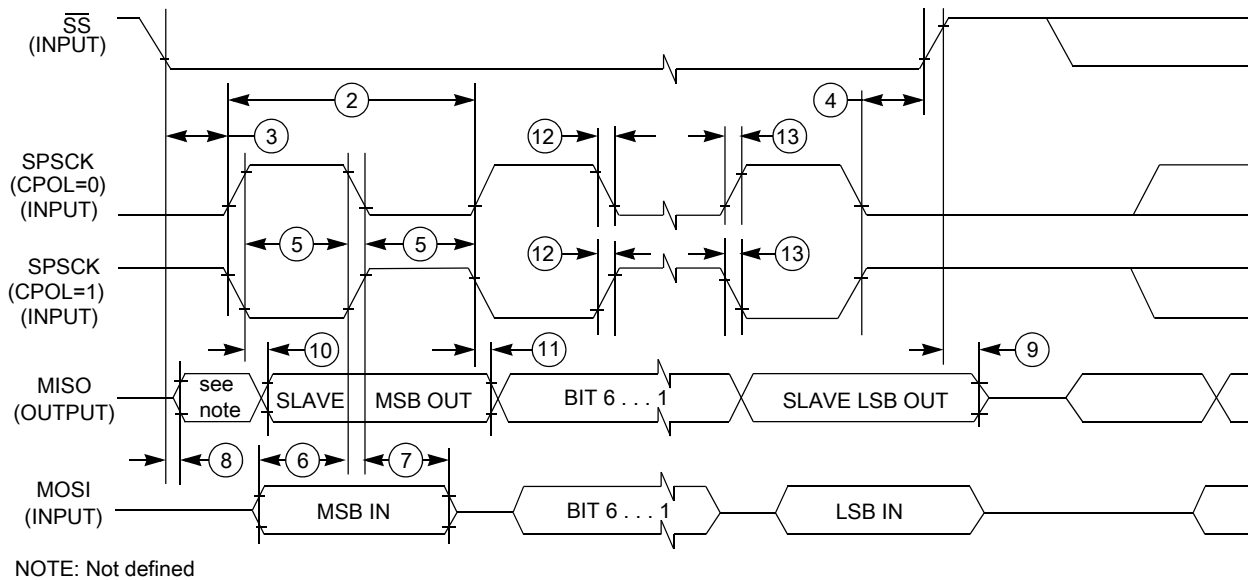 SS
(INPUT)
2
4
3
12
13
SPSCK
(CPOL=0)
(INPUT)
5
5
12
13
SPSCK
(CPOL=1)
(INPUT)
10
11
9
MISO
(OUTPUT)
see
note
SLAVE
MSB OUT
BIT 6 . . . 1
SLAVE LSB OUT
8
6
7
MOSI
(INPUT)
MSB IN
BIT 6 . . . 1
LSB IN
NOTE: Not defined